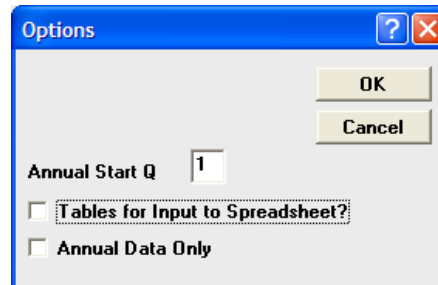 Options
OK
Cancel
Annual Start Q 1
Tables for Input to Spreadsheet?
Annual Data Only